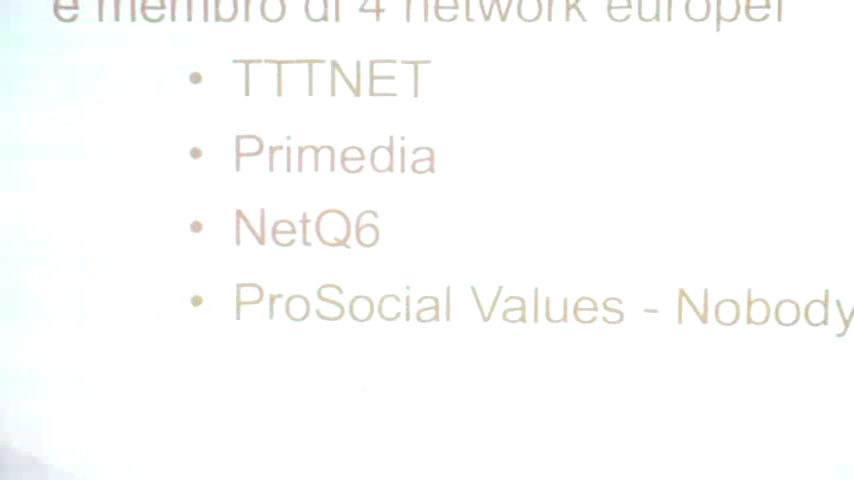 è membro di 4 network europei
• TTTNET
• Primedia
• NetQ6
• ProSocial Values - Nobody